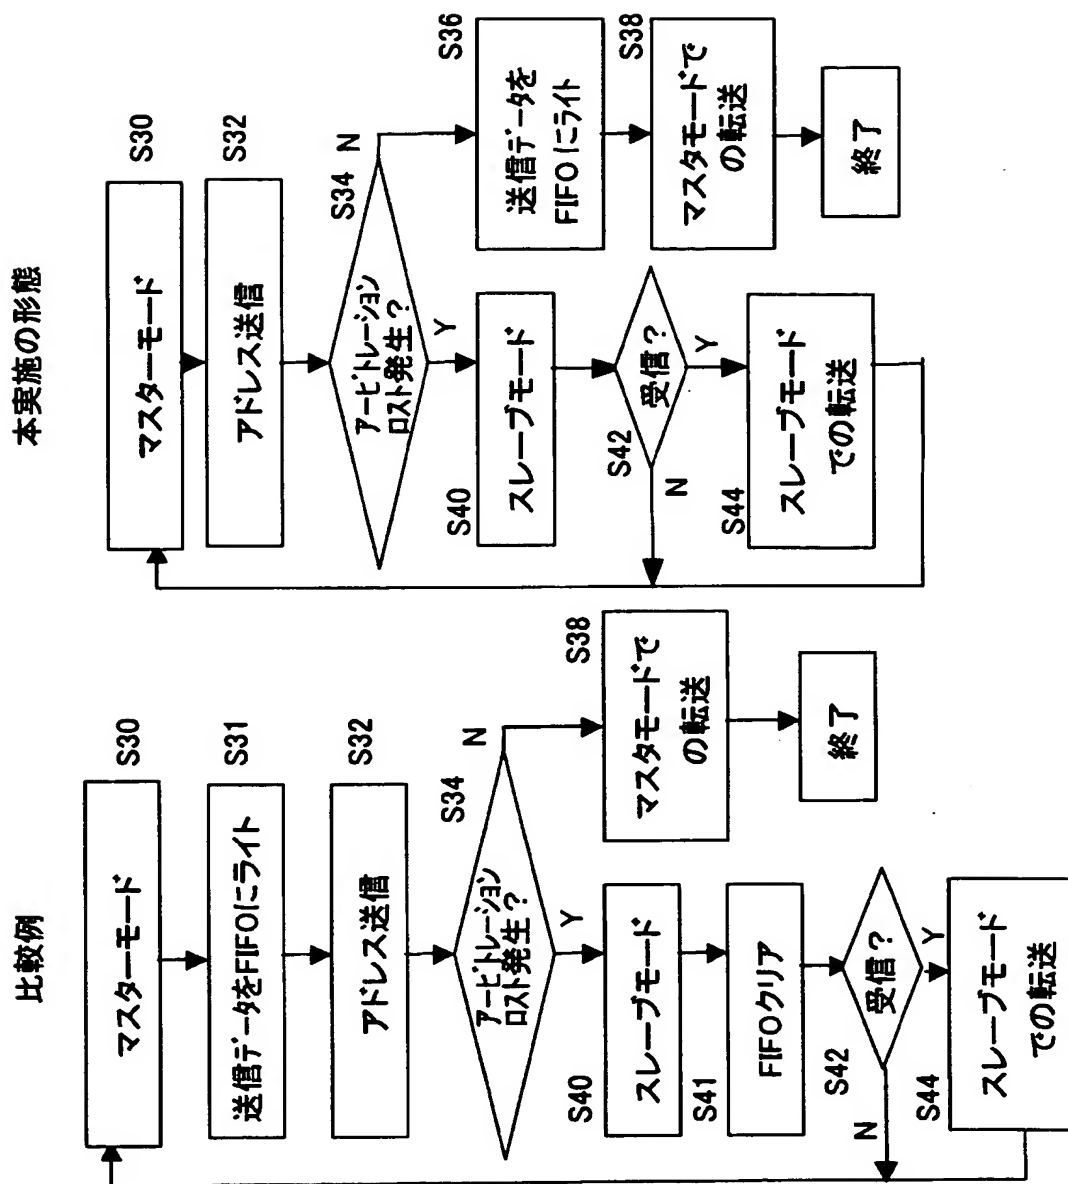 比較例
マスターモード
S30
送信データをFIFOにライト
S31
アドレス送信
S32
アービトレーション
ロスト発生?
S34
N
Y
マスタモードで
の転送
S38
終了
S40
スレーブモード
S41
FIFOクリア
S42
受信?
N
Y
S44
スレーブモード
での転送
本実施の形態
マスターモード
S30
アドレス送信
S32
アービトレーション
ロスト発生?
S34
N
Y
送信データを
FIFOにライト
S36
マスタモードで
の転送
S38
終了
S40
スレーブモード
S42
受信?
N
Y
S44
スレーブモード
での転送